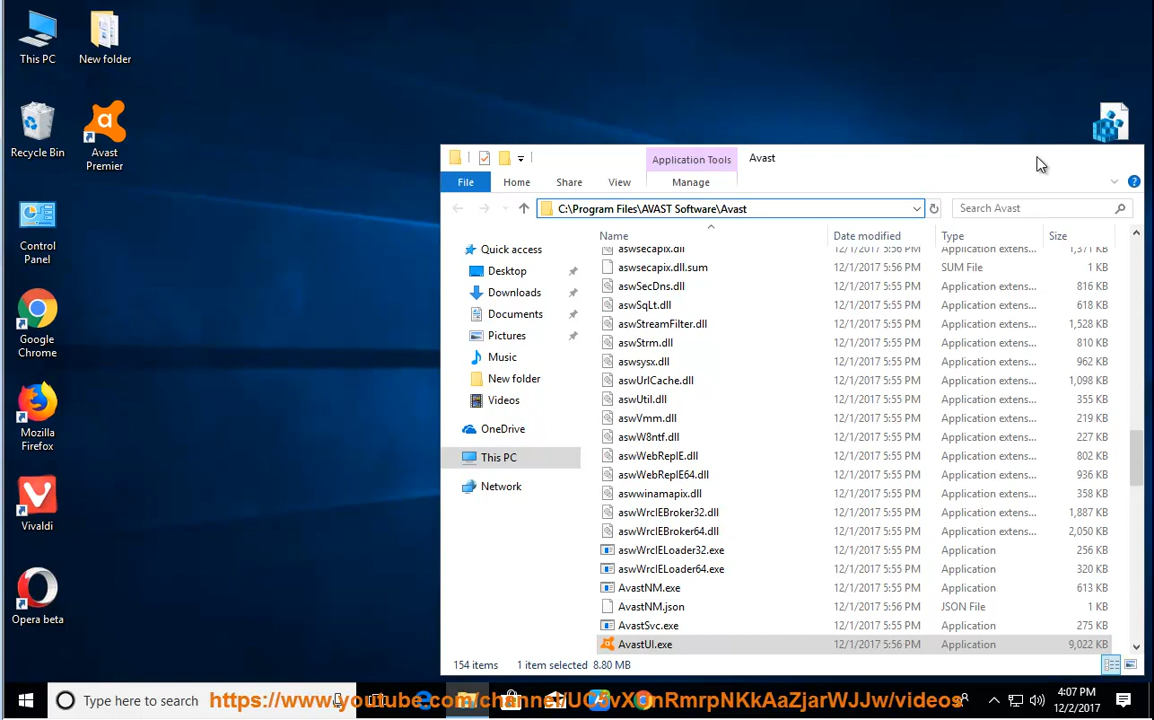 This PC
New folder
Recycle Bin
Avast
Premier
Control
Panel
Google
Chrome
Mozilla
Firefox
Vivaldi
Opera beta
Application Tools
Avast
File
Home
Share
View
Manage
C:\Program Files\AVAST Software\Avast
Search Avast
Quick access
Desktop
Downloads
Documents
Pictures
Music
New folder
Videos
OneDrive
This PC
Network
Name Date modified Type Size
aswsecapix.dll 12/1/2017 5:56 PM Application extens... 1,371 KB
aswsecapix.dll.sum 12/1/2017 5:56 PM SUM File 1 KB
aswSecDns.dll 12/1/2017 5:55 PM Application extens... 816 KB
aswSqLt.dll 12/1/2017 5:55 PM Application extens... 618 KB
aswStreamFilter.dll 12/1/2017 5:55 PM Application extens... 1,528 KB
aswStrm.dll 12/1/2017 5:55 PM Application extens... 810 KB
aswsysx.dll 12/1/2017 5:55 PM Application extens... 962 KB
aswUrlCache.dll 12/1/2017 5:55 PM Application extens... 1,098 KB
aswUtil.dll 12/1/2017 5:55 PM Application extens... 355 KB
aswVmm.dll 12/1/2017 5:55 PM Application extens... 219 KB
aswW8ntf.dll 12/1/2017 5:55 PM Application extens... 227 KB
aswWebRepIE.dll 12/1/2017 5:55 PM Application extens... 802 KB
aswWebRepIE64.dll 12/1/2017 5:55 PM Application extens... 936 KB
aswwinamapix.dll 12/1/2017 5:55 PM Application extens... 358 KB
aswWrcIEBroker32.dll 12/1/2017 5:55 PM Application extens... 1,887 KB
aswWrcIEBroker64.dll 12/1/2017 5:55 PM Application extens... 2,050 KB
aswWrcIELoader32.exe 12/1/2017 5:55 PM Application 256 KB
aswWrcIELoader64.exe 12/1/2017 5:55 PM Application 320 KB
AvastNM.exe 12/1/2017 5:55 PM Application 613 KB
AvastNM.json 12/1/2017 5:56 PM JSON File 1 KB
AvastSvc.exe 12/1/2017 5:55 PM Application 275 KB
AvastUI.exe 12/1/2017 5:56 PM Application 9,022 KB
154 items 1 item selected 8.80 MB
Type here to search
4:07 PM
12/2/2017